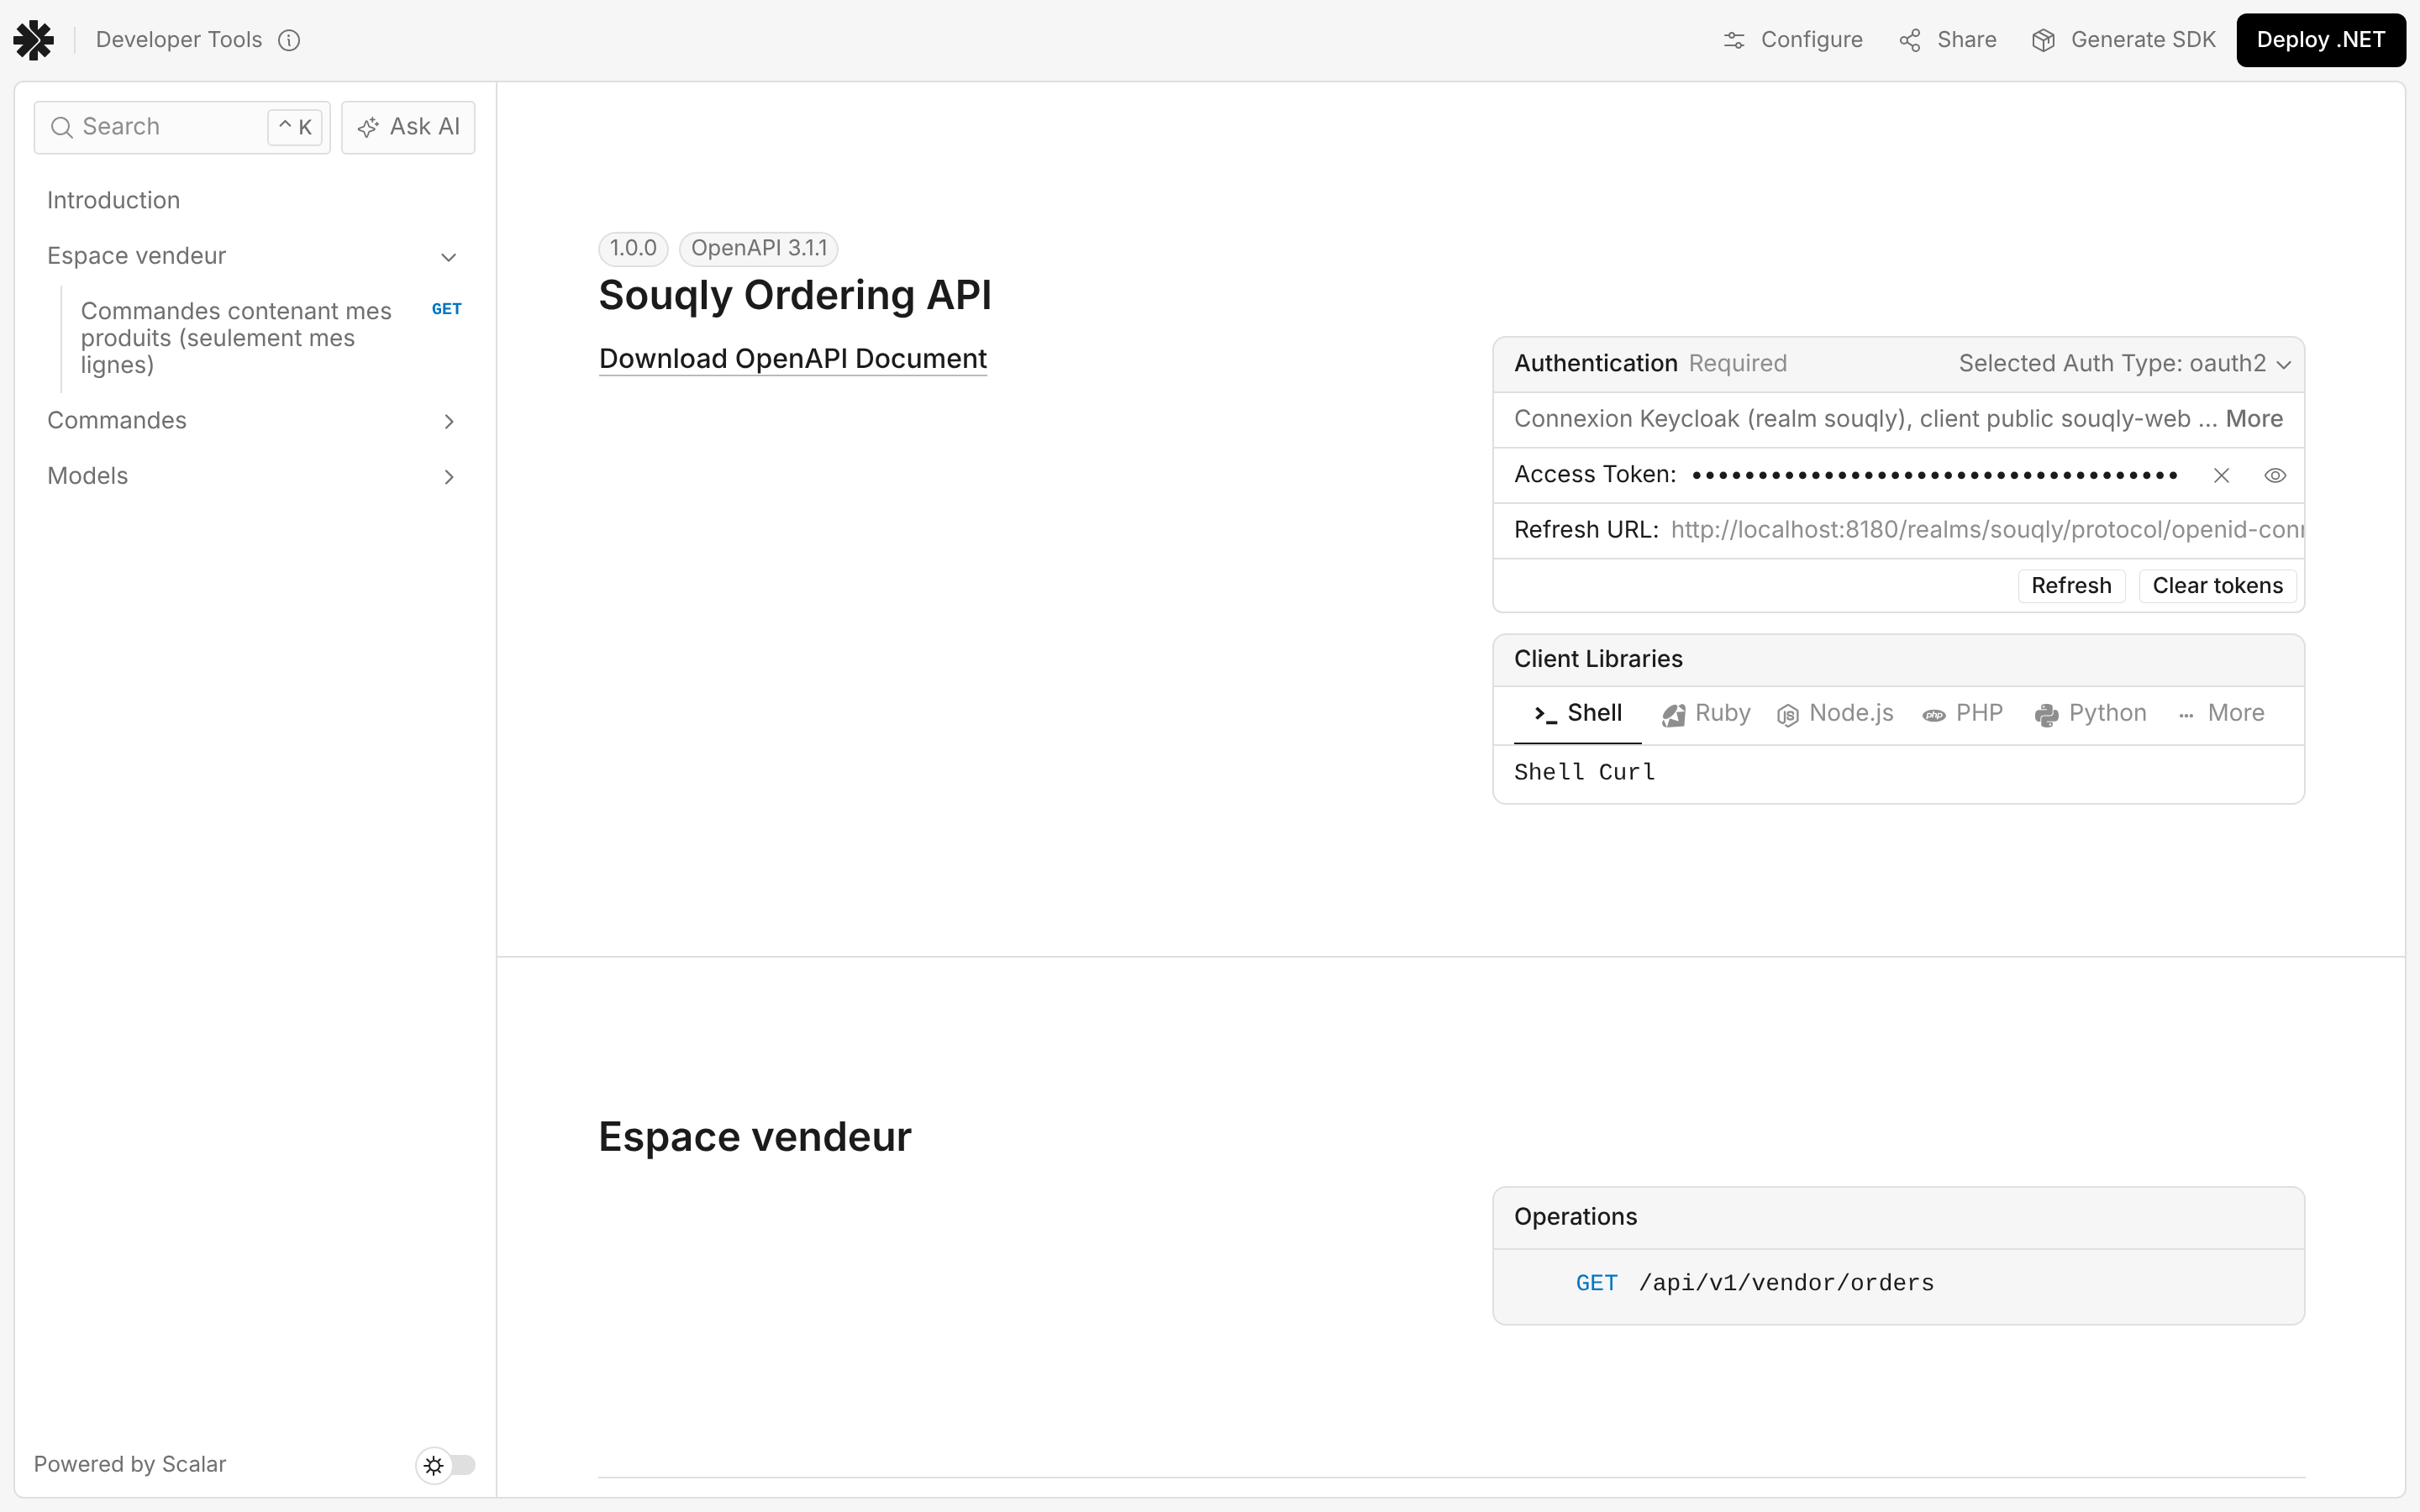 Developer Tools
Configure
Share
Generate SDK
Deploy .NET
Search
^ K
Ask AI
Introduction
Espace vendeur
Commandes contenant mes
produits (seulement mes
lignes)
GET
Commandes
Models
Powered by Scalar
1.0.0
OpenAPI 3.1.1
Souqly Ordering API
Download OpenAPI Document
Authentication Required
Selected Auth Type: oauth2
Connexion Keycloak (realm souqly), client public souqly-web ... More
Access Token: •••••••••••••••••••••••••••••••••••••
Refresh URL: http://localhost:8180/realms/souqly/protocol/openid-con
Refresh
Clear tokens
Client Libraries
Shell
Ruby
Node.js
php PHP
Python
More
Shell Curl
Espace vendeur
Operations
GET /api/v1/vendor/orders